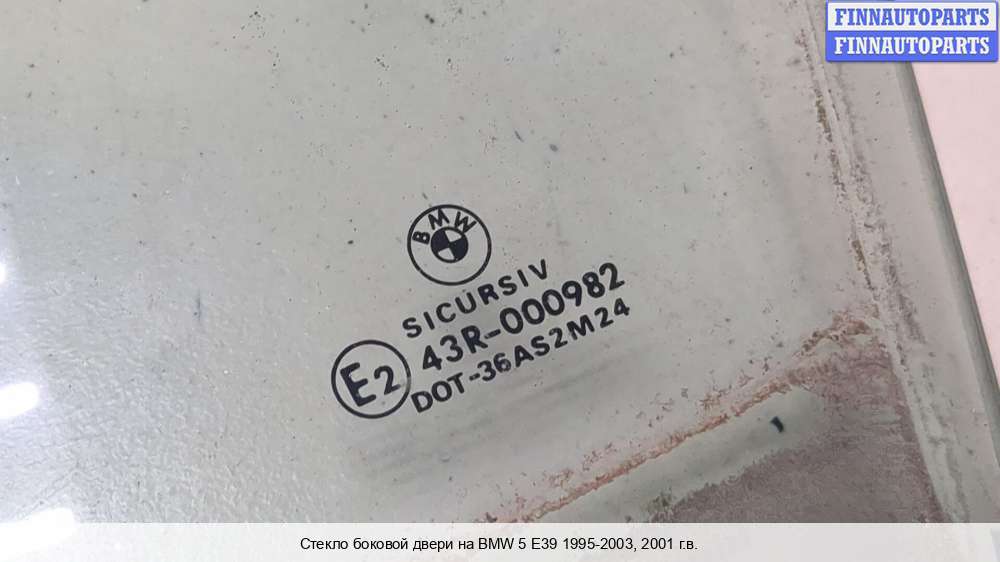 FINNAUTOPARTS
FINNAUTOPARTS
BMW
SICURSIV
E2 43R-000982
DOT-36AS2M24
Стекло боковой двери на BMW 5 E39 1995-2003, 2001 г.в.